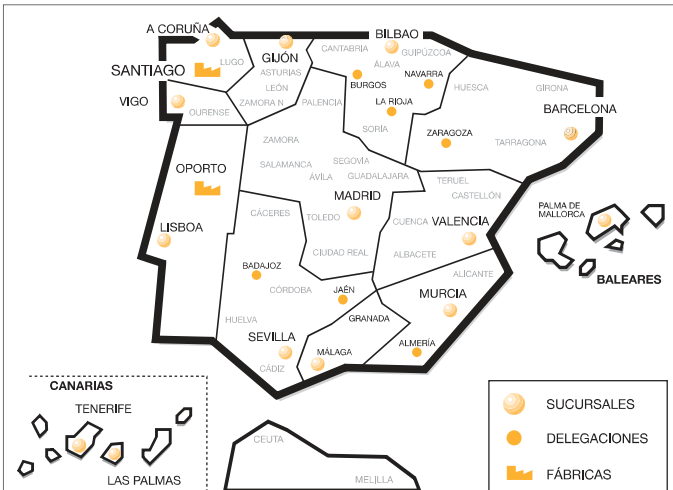 A CORUÑA
GIJÓN
BILBAO
CANTABRIA
GUIPÚZCOA
LUGO
ASTURIAS
ÁLAVA
SANTIAGO
LEÓN
BURGOS
NAVARRA
HUESCA
GIRONA
VIGO
OURENSE
ZAMORA N
PALENCIA
LA RIOJA
BARCELONA
SORÍA
ZAMORA
ZARAGOZA
TARRAGONA
OPORTO
SALAMANCA
SEGOVÍA
ÁVILA
GUADALAJARA
TERUEL
CASTELLÓN
MADRID
PALMA DE
MALLORCA
CÁCERES
TOLEDO
CUENCA
VALENCIA
LISBOA
CIUDAD REAL
ALBACETE
BADAJOZ
ALÍCANTE
BALEARES
CÓRDOBA
JAÉN
MURCIA
HUELVA
GRANADA
SEVILLA
MÁLAGA
ALMERÍA
CÁDIZ
CANARIAS
TENERIFE
LAS PALMAS
CEUTA
MELILLA
SUCURSALES
DELEGACIONES
FÁBRICAS